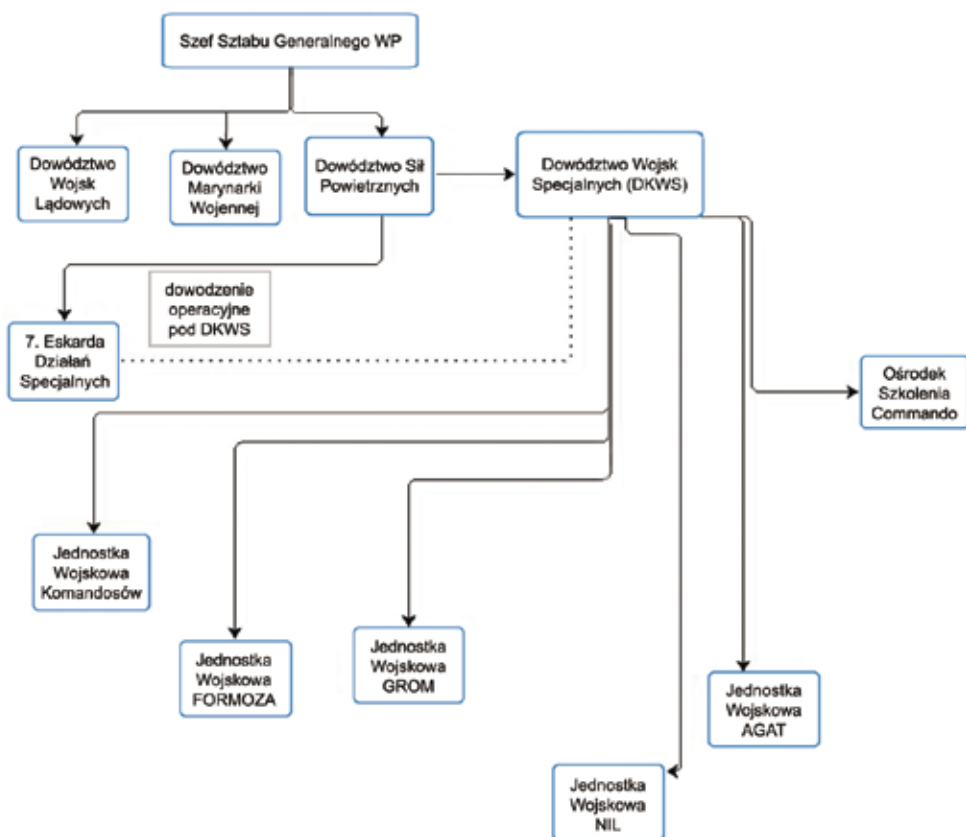 Szef Sztabu Generalnego WP
Dowództwo
Wojsk
Lądowych
Dowództwo
Marynarki
Wojennej
Dowództwo Sił
Powietrznych
Dowództwo Wojsk
Specjalnych (DKWS)
dowodzenie
operacyjne
pod DKWS
7. Eskarda
Działań
Specjalnych
Ośrodek
Szkolenia
Commando
Jednostka
Wojskowa
Komandosów
Jednostka
Wojskowa
FORMOZA
Jednostka
Wojskowa
GROM
Jednostka
Wojskowa
AGAT
Jednostka
Wojskowa
NIL